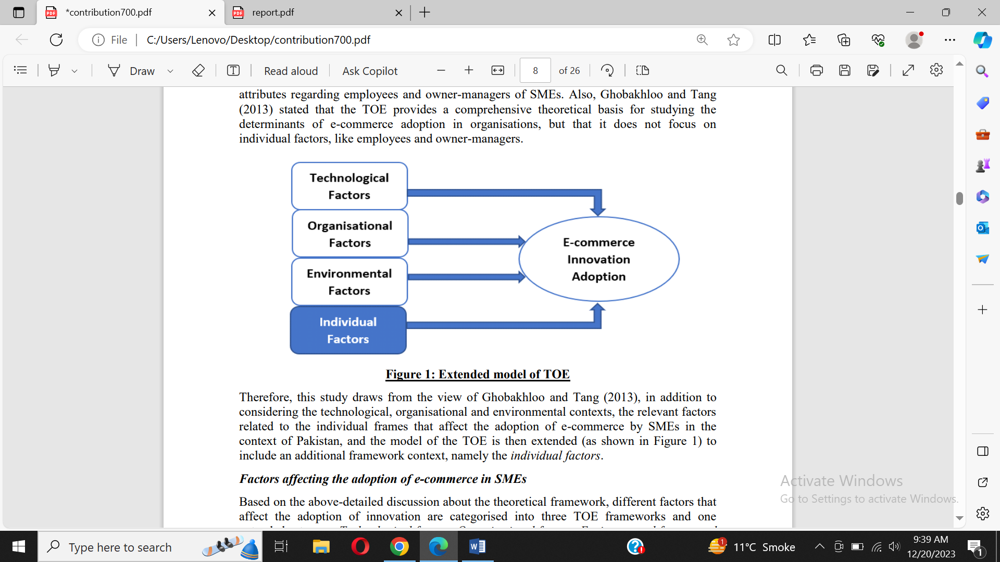 *contribution700.pdf
report.pdf
File
C:/Users/Lenovo/Desktop/contribution700.pdf
Draw
Read aloud
Ask Copilot
8
of 26
attributes regarding employees and owner-managers of SMEs. Also, Ghobakhloo and Tang
(2013) stated that the TOE provides a comprehensive theoretical basis for studying the
determinants of e-commerce adoption in organisations, but that it does not focus on
individual factors, like employees and owner-managers.
Technological
Factors
Organisational
Factors
Environmental
Factors
Individual
Factors
E-commerce
Innovation
Adoption
Figure 1: Extended model of TOE
Therefore, this study draws from the view of Ghobakhloo and Tang (2013), in addition to
considering the technological, organisational and environmental contexts, the relevant factors
related to the individual frames that affect the adoption of e-commerce by SMEs in the
context of Pakistan, and the model of the TOE is then extended (as shown in Figure 1) to
include an additional framework context, namely the individual factors.
Factors affecting the adoption of e-commerce in SMEs
Based on the above-detailed discussion about the theoretical framework, different factors that
affect the adoption of innovation are categorised into three TOE frameworks and one
Activate Windows
Go to Settings to activate Windows.
Type here to search
1
11°C Smoke
9:39 AM
12/20/2023
1